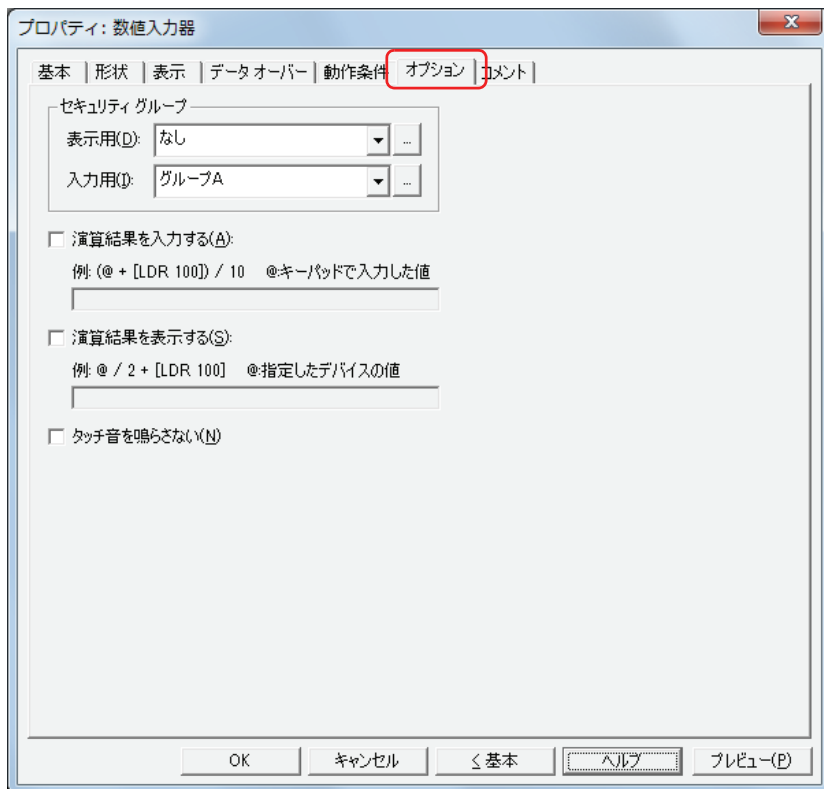 プロパティ: 数値入力器
基本 形状 表示 データ オーバー 動作条件 オプション コメント
セキュリティ グループ
表示用(D): なし ...
入力用(I): グループA ...
演算結果を入力する(A):
例: (@ + [LDR 100]) / 10 @:キーパッドで入力した値
演算結果を表示する(S):
例: @ / 2 + [LDR 100] @:指定したデバイスの値
タッチ音を鳴らさない(N)
OK キャンセル < 基本 ヘルプ プレビュー(P)